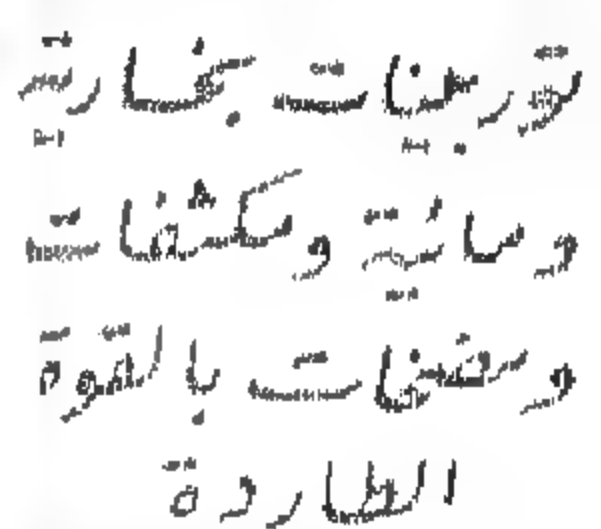 توربينات بخارية
ومائية ومكثفات
ومضخات بالقوة
الطاردة